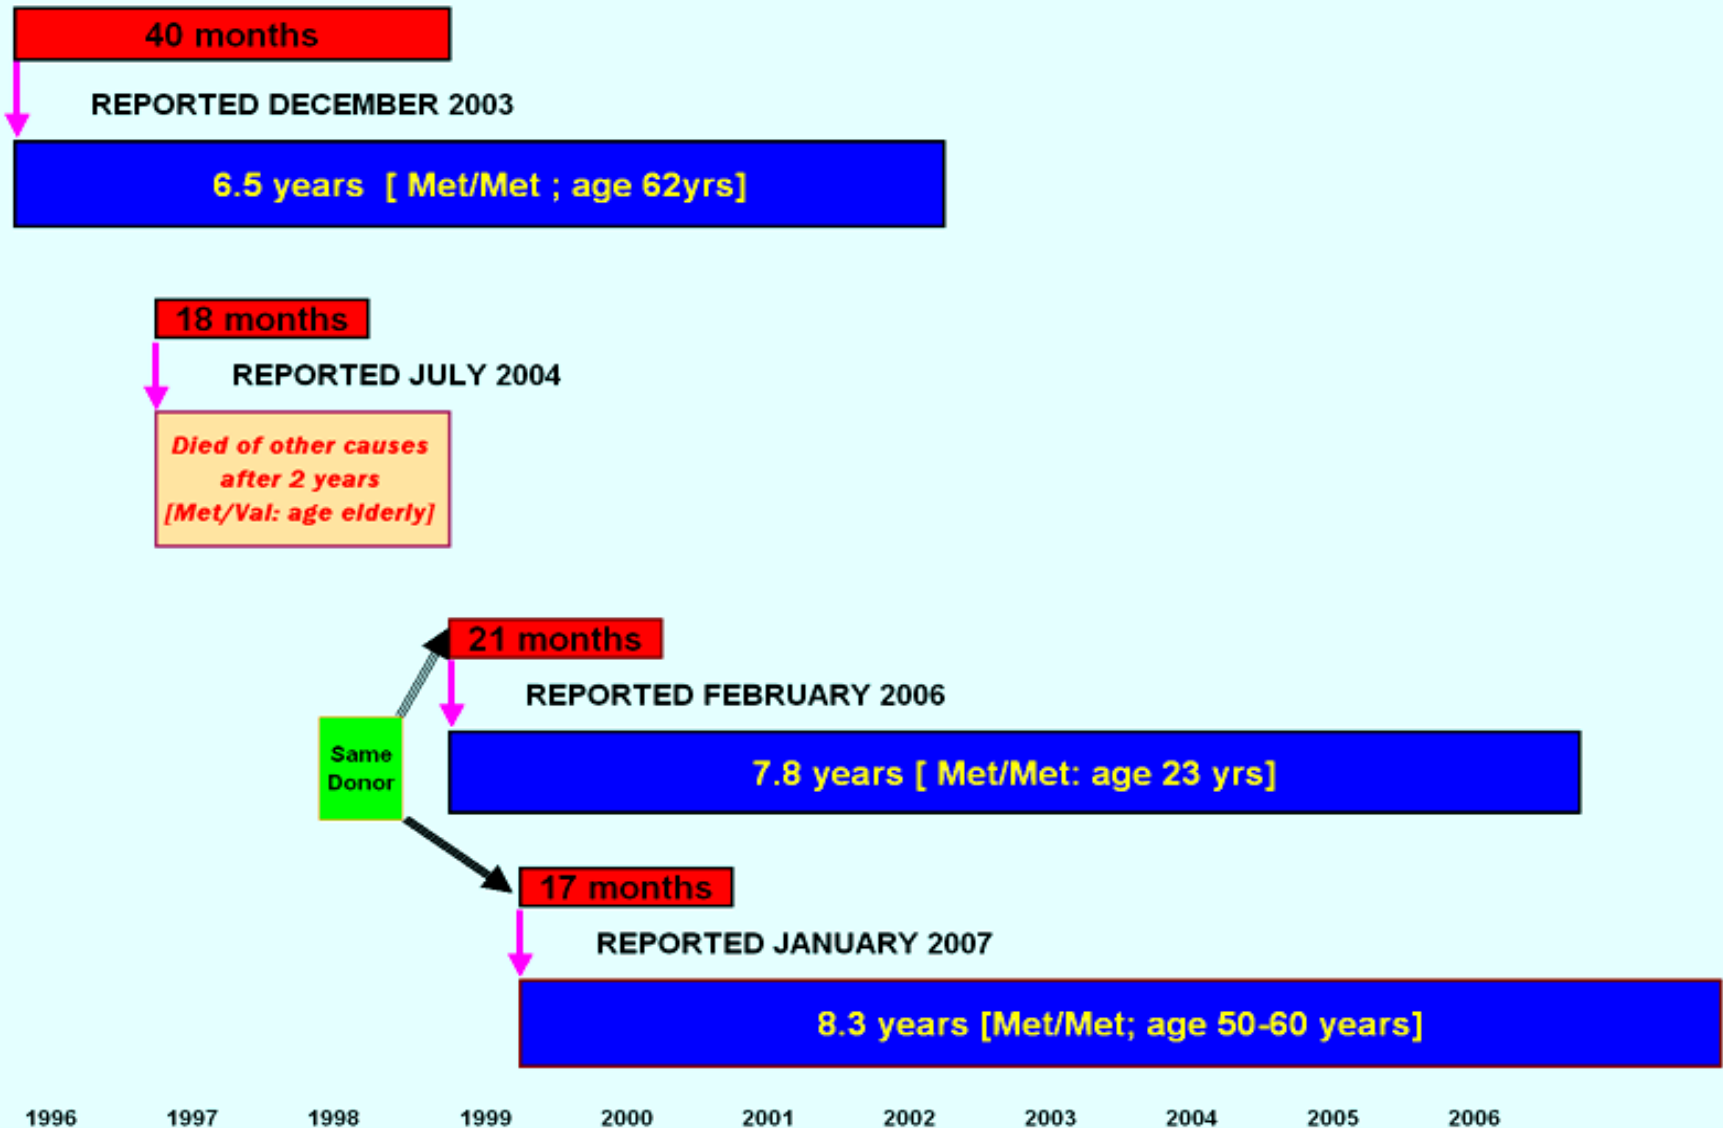 40 months
REPORTED DECEMBER 2003
6.5 years [ Met/Met ; age 62yrs]
18 months
REPORTED JULY 2004
Died of other causes
after 2 years
[Met/Val: age elderly]
21 months
REPORTED FEBRUARY 2006
Same
Donor
7.8 years [ Met/Met: age 23 yrs]
17 months
REPORTED JANUARY 2007
8.3 years [Met/Met; age 50-60 years]
1996 1997 1998 1999 2000 2001 2002 2003 2004 2005 2006